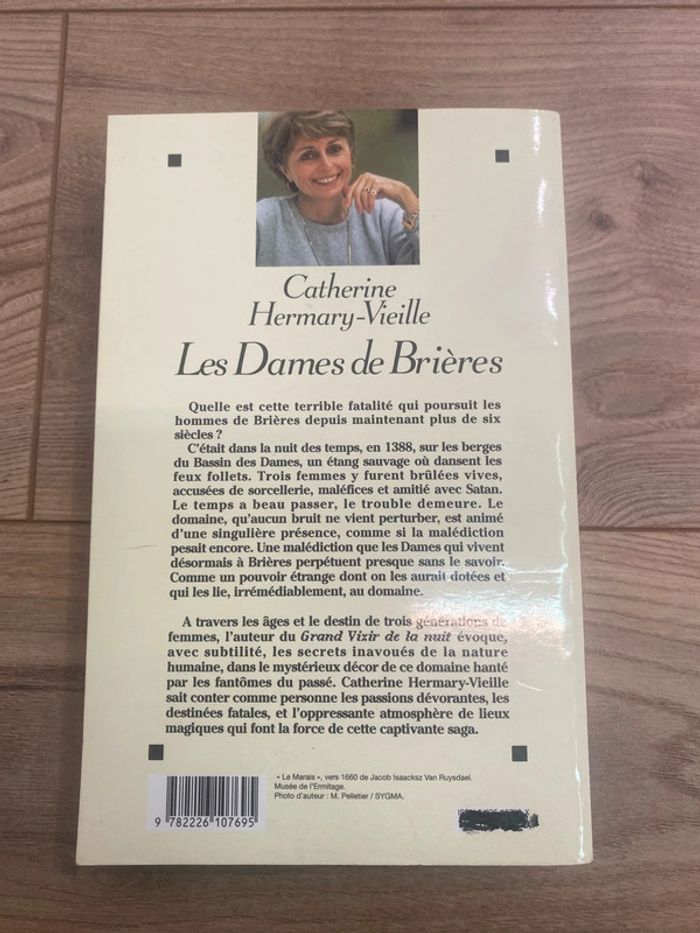 Catherine
Hermary-Vieille
Les Dames de Brières
Quelle est cette terrible fatalité qui poursuit les
hommes de Brières depuis maintenant plus de six
siècles ?
C'était dans la nuit des temps, en 1388, sur les berges
du Bassin des Dames, un étang sauvage où dansent les
feux follets. Trois femmes y furent brûlées vives,
accusées de sorcellerie, maléfices et amitié avec Satan.
Le temps a beau passer, le trouble demeure. Le
domaine, qu'aucun bruit ne vient perturber, est animé
d'une singulière présence, comme si la malédiction
pesait encore. Une malédiction que les Dames qui vivent
désormais à Brières perpétuent presque sans le savoir.
Comme un pouvoir étrange dont on les aurait dotées et
qui les lie, irrémédiablement, au domaine.
A travers les âges et le destin de trois générations de
femmes, l'auteur du Grand Vizir de la nuit évoque,
avec subtilité, les secrets inavoués de la nature
humaine, dans le mystérieux décor de ce domaine hanté
par les fantômes du passé. Catherine Hermary-Vieille
sait conter comme personne les passions dévorantes, les
destinées fatales, et l'oppressante atmosphère de lieux
magiques qui font la force de cette captivante saga.
« Le Marais », vers 1660 de Jacob Isaacksz Van Ruysdael.
Musée de l'Ermitage.
Photo d'auteur : M. Pelletier / SYGMA.
9 782226 107695